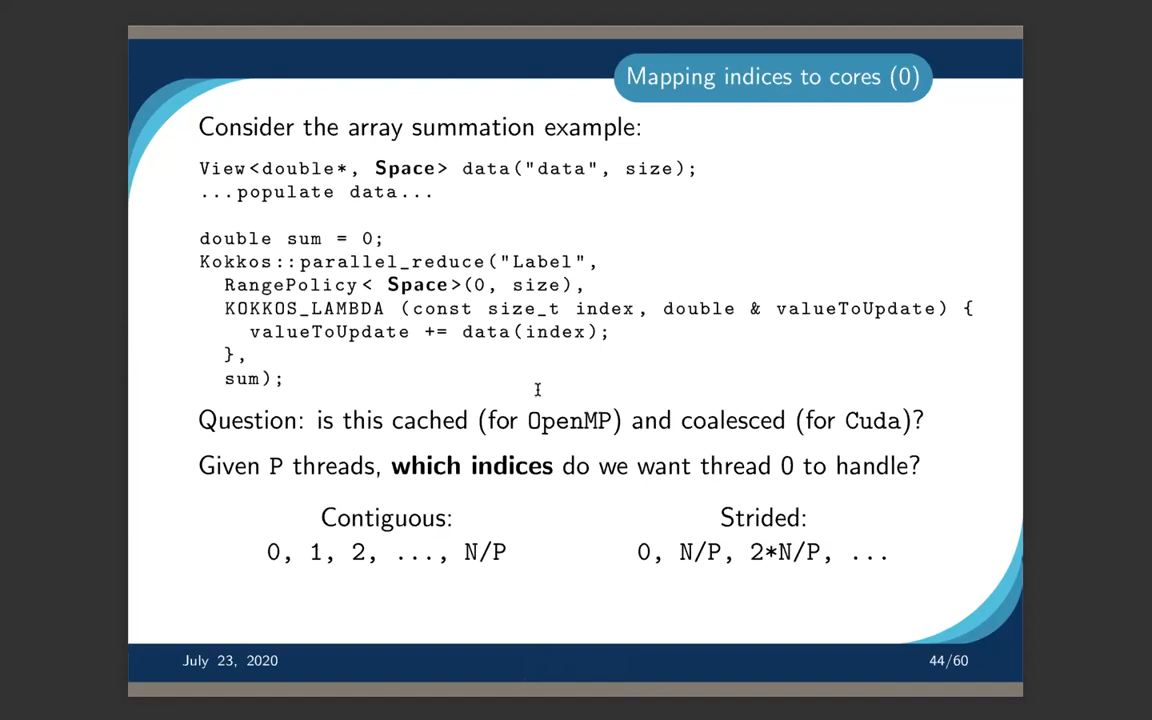 Mapping indices to cores (0)
Consider the array summation example:
View<double*, Space> data("data", size);
...populate data...
double sum = 0;
Kokkos::parallel_reduce("Label",
RangePolicy< Space>(0, size),
KOKKOS_LAMBDA (const size_t index, double & valueToUpdate) {
valueToUpdate += data(index);
},
sum);
Question: is this cached (for OpenMP) and coalesced (for Cuda)?
Given P threads, which indices do we want thread 0 to handle?
Contiguous:
0, 1, 2, ..., N/P
Strided:
0, N/P, 2*N/P, ...
July 23, 2020
44/60